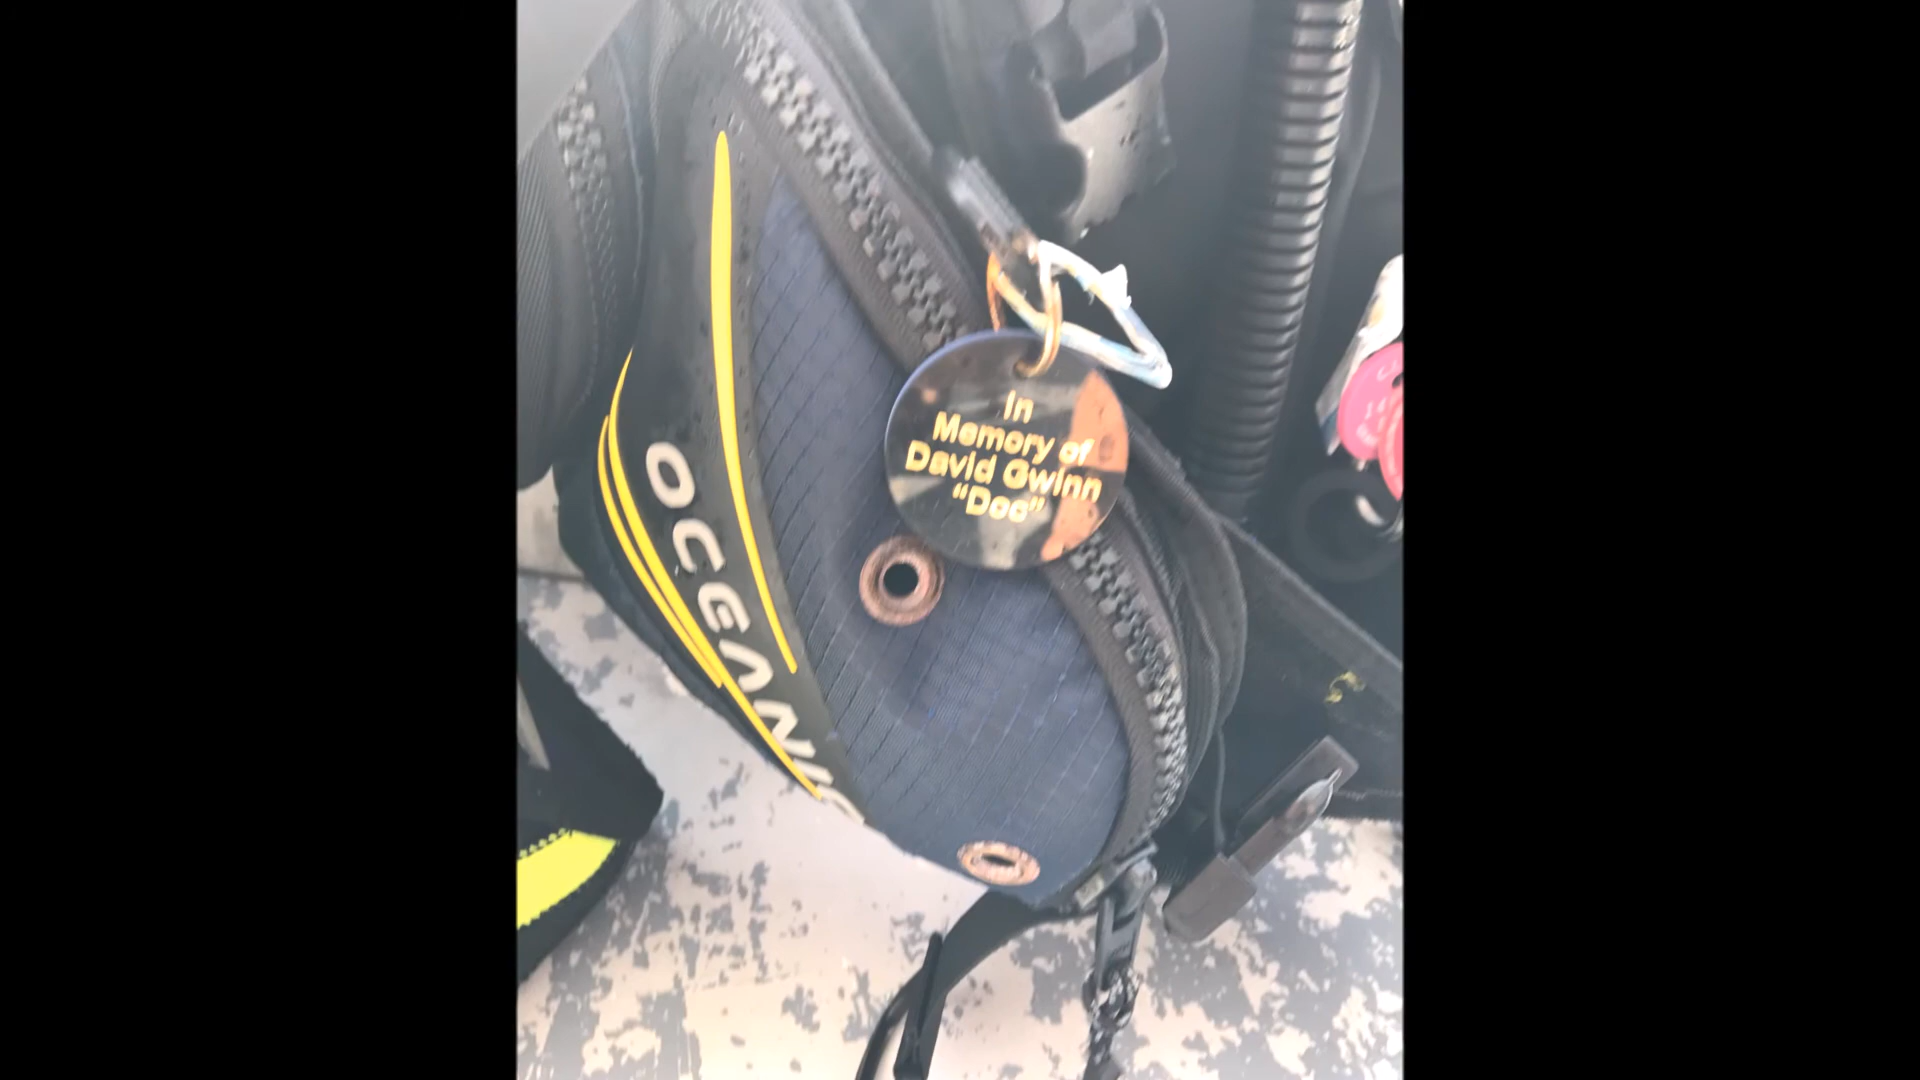 In
Memory of
David Gwinn
“Doc”
OCEANIC